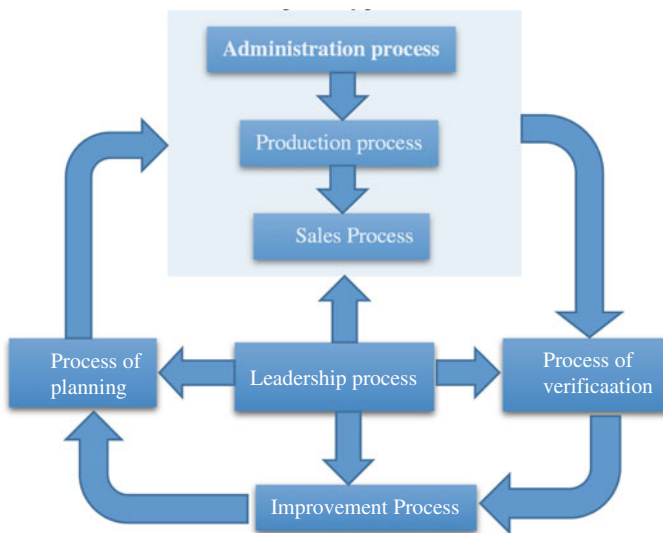 Administration process
Production process
Sales Process
Process of
planning
Leadership process
Process of
verificaation
Improvement Process